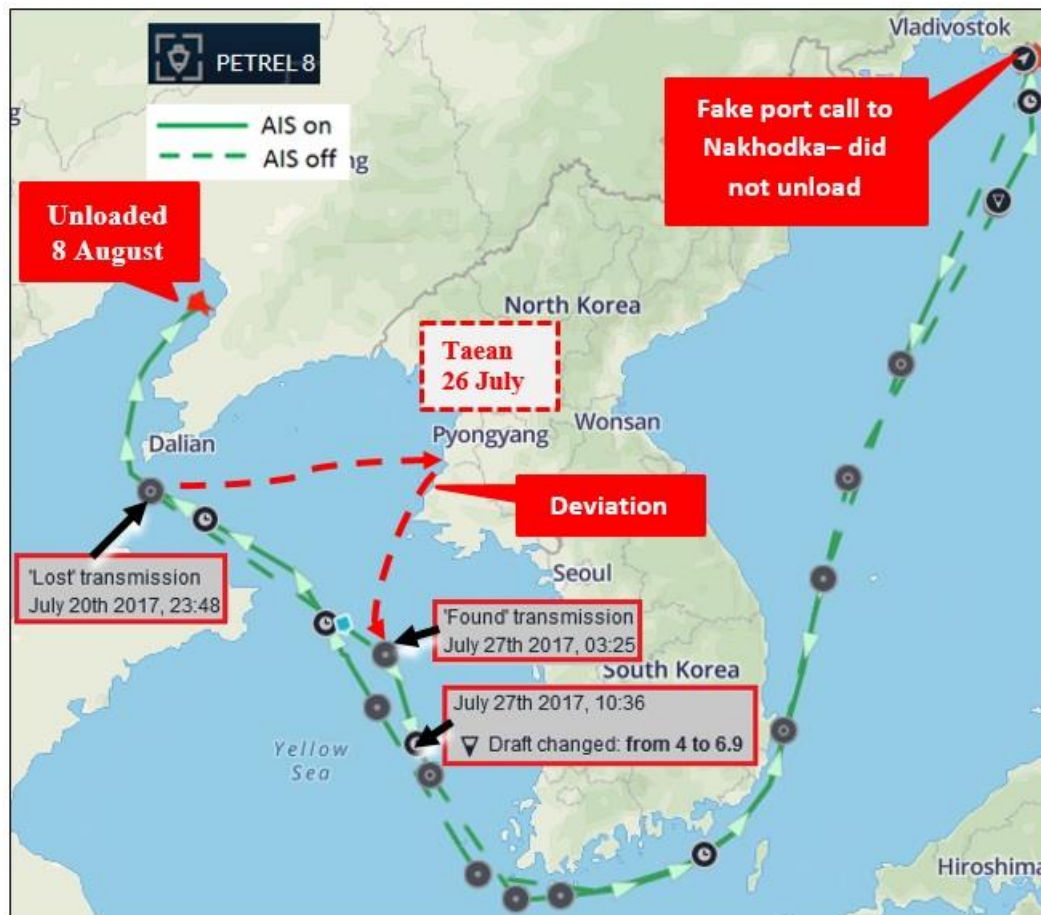 Vladivostok
PETREL 8
AIS on
AIS off
ng
Fake port call to
Nakhodka– did
not unload
Unloaded
8 August
North Korea
Taean
26 July
Wonsan
Pyongyang
Dalian
Deviation
'Lost' transmission
July 20th 2017, 23:48
Seoul
'Found' transmission
July 27th 2017, 03:25
South Korea
July 27th 2017, 10:36
Draft changed: from 4 to 6.9
Yellow
Sea
Hiroshima